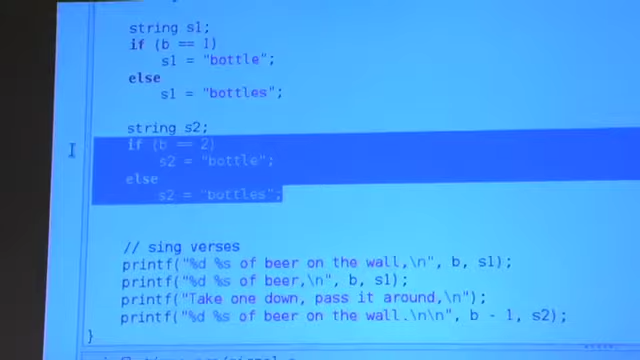 string s1;
if (b == 1)
s1 = "bottle";
else
s1 = "bottles";
string s2;
if (b == 2)
s2 = "bottle";
else
s2 = "bottles";
// sing verses
printf("%d %s of beer on the wall,\n", b, s1);
printf("%d %s of beer,\n", b, s1);
printf("Take one down, pass it around,\n");
printf("%d %s of beer on the wall.\n\n", b - 1, s2);
}